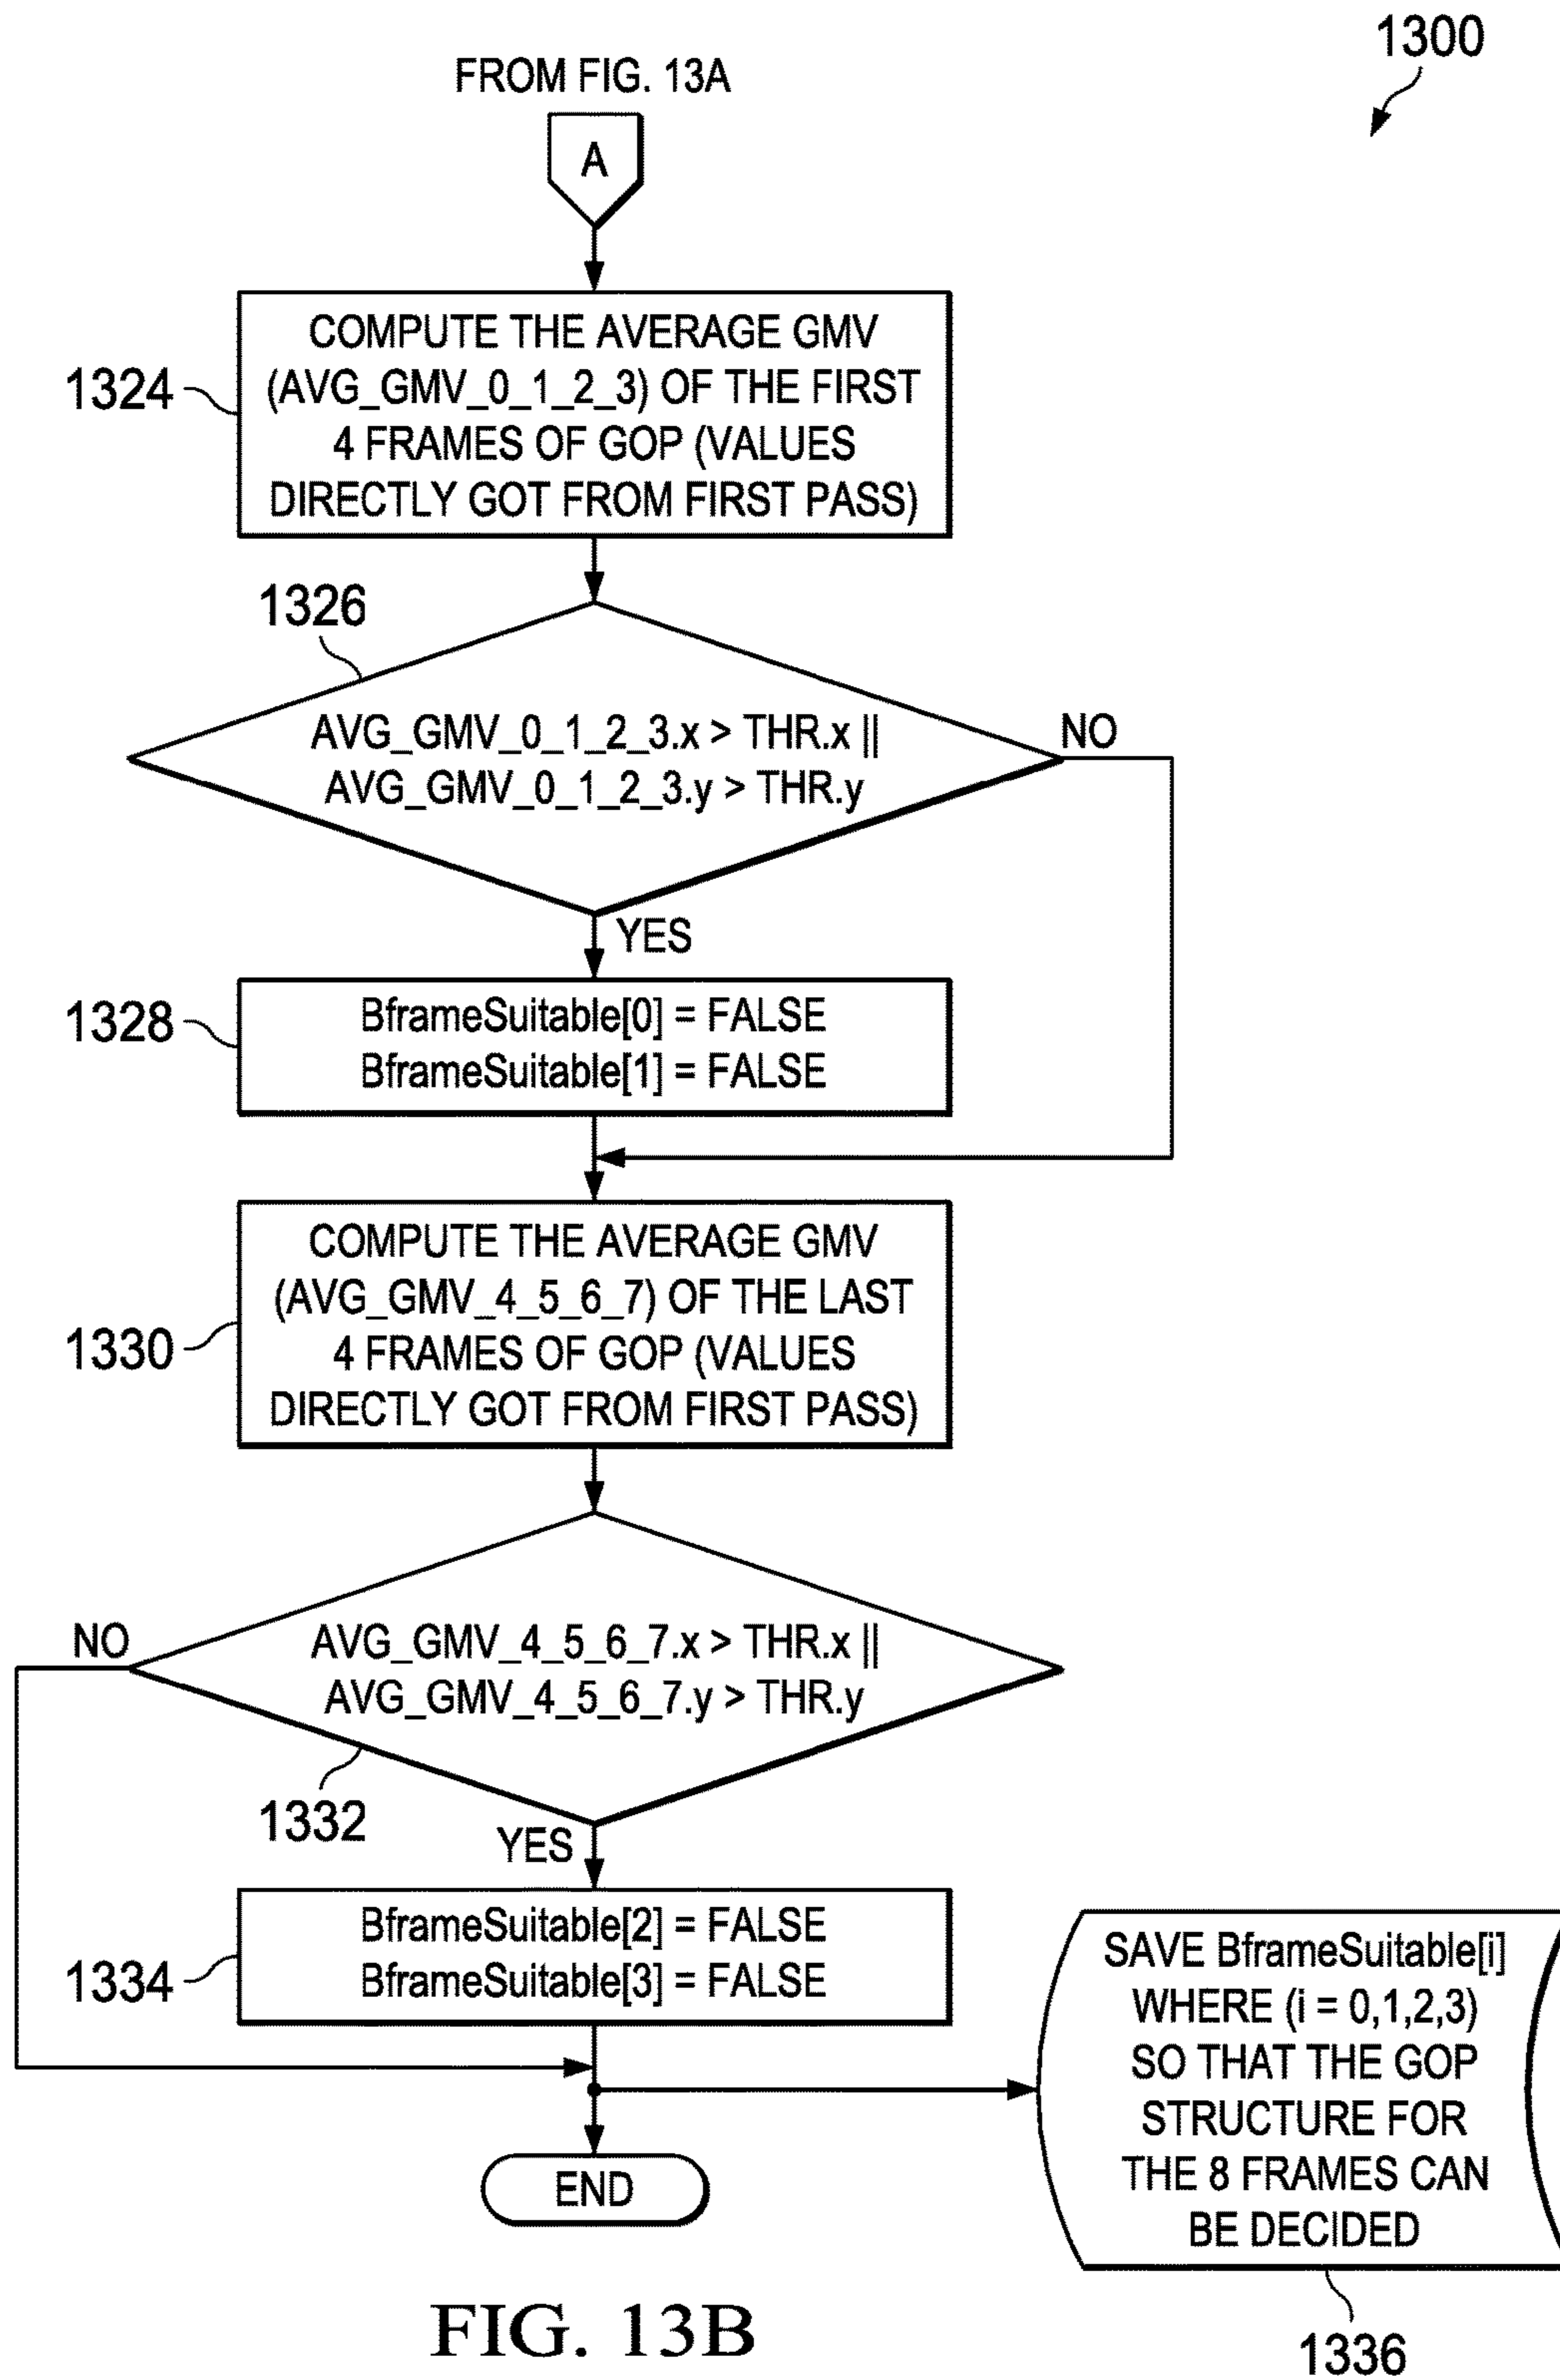 1300
FROM FIG. 13A
A
COMPUTE THE AVERAGE GMV
(AVG_GMV_0_1_2_3) OF THE FIRST
4 FRAMES OF GOP (VALUES
DIRECTLY GOT FROM FIRST PASS)
1324
1326
AVG_GMV_0_1_2_3.x > THR.x ||
AVG_GMV_0_1_2_3.y > THR.y
NO
YES
1328
BframeSuitable[0] = FALSE
BframeSuitable[1] = FALSE
COMPUTE THE AVERAGE GMV
(AVG_GMV_4_5_6_7) OF THE LAST
4 FRAMES OF GOP (VALUES
DIRECTLY GOT FROM FIRST PASS)
1330
NO
AVG_GMV_4_5_6_7.x > THR.x ||
AVG_GMV_4_5_6_7.y > THR.y
1332
YES
BframeSuitable[2] = FALSE
BframeSuitable[3] = FALSE
1334
SAVE BframeSuitable[i]
WHERE (i = 0,1,2,3)
SO THAT THE GOP
STRUCTURE FOR
THE 8 FRAMES CAN
BE DECIDED
END
1336
FIG. 13B